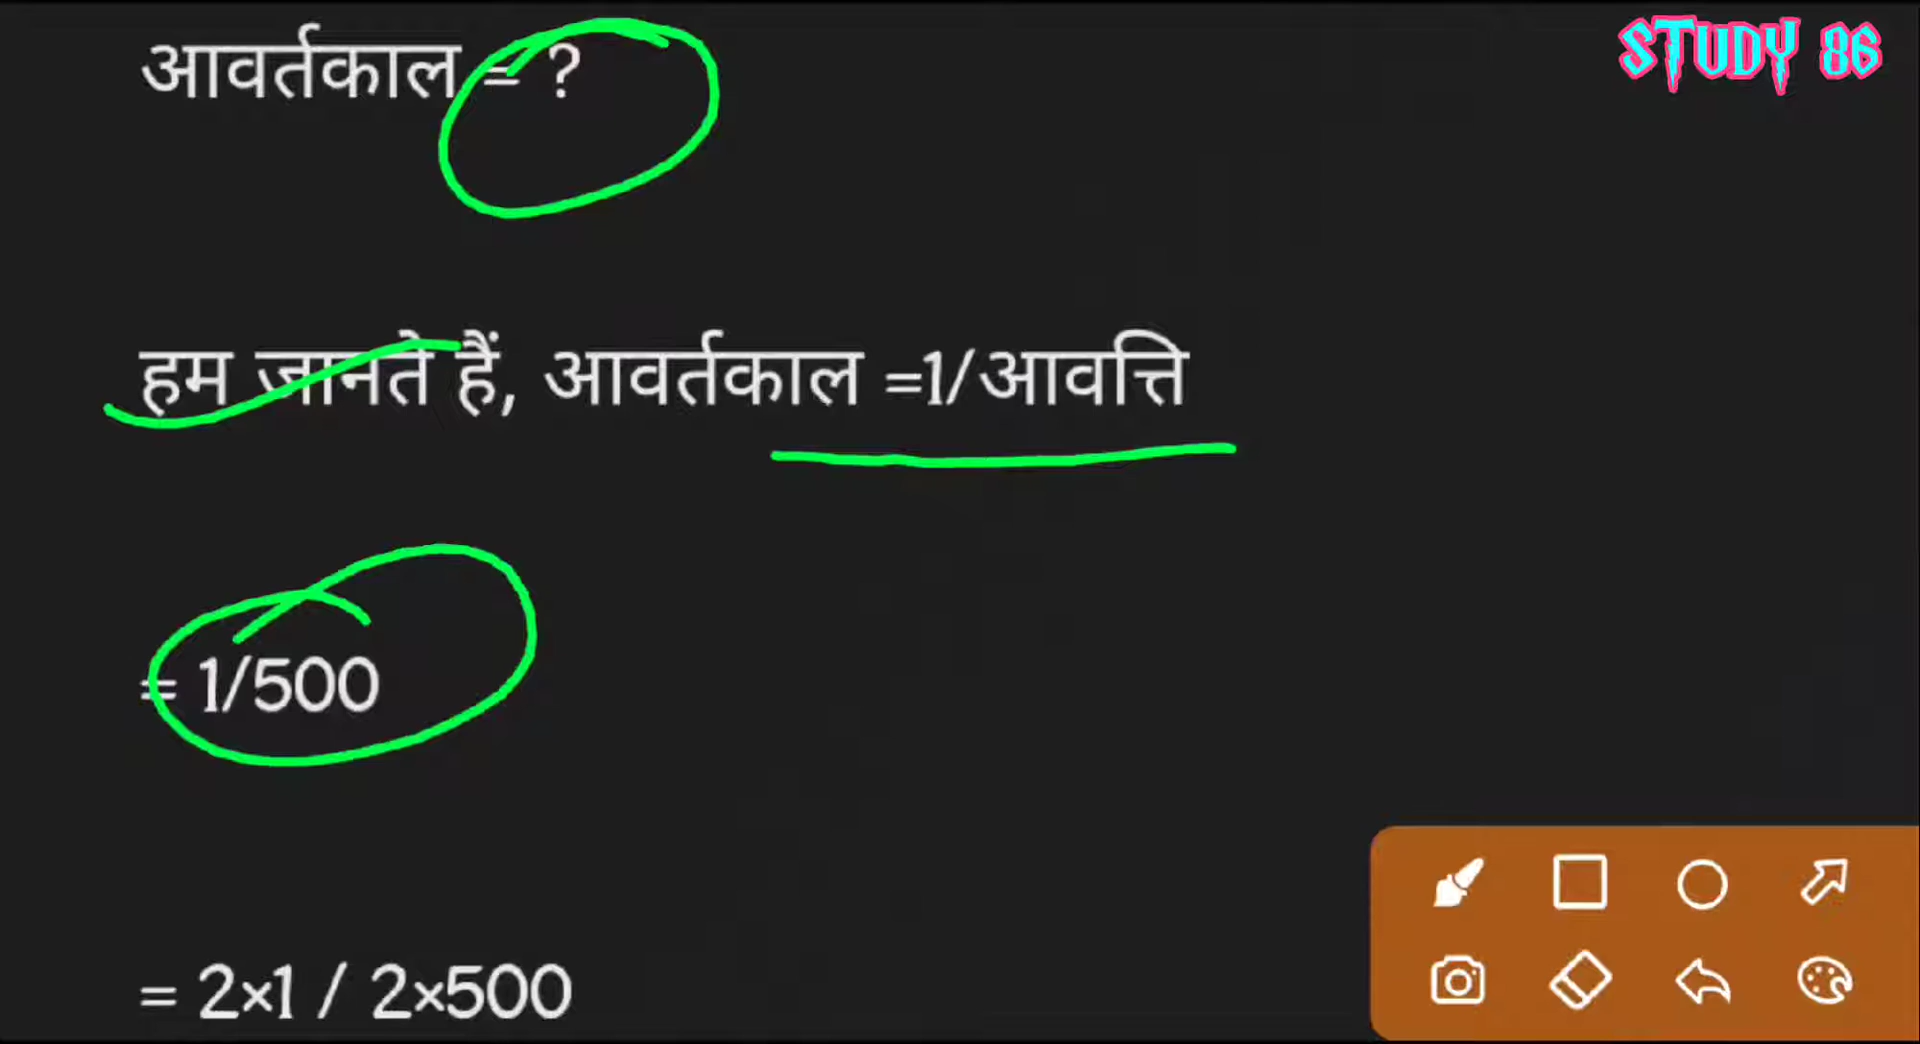 STUDY 86
आवर्तकाल = ?
हम जानते हैं, आवर्तकाल =1/आवत्ति
= 1/500
= 2×1 / 2×500